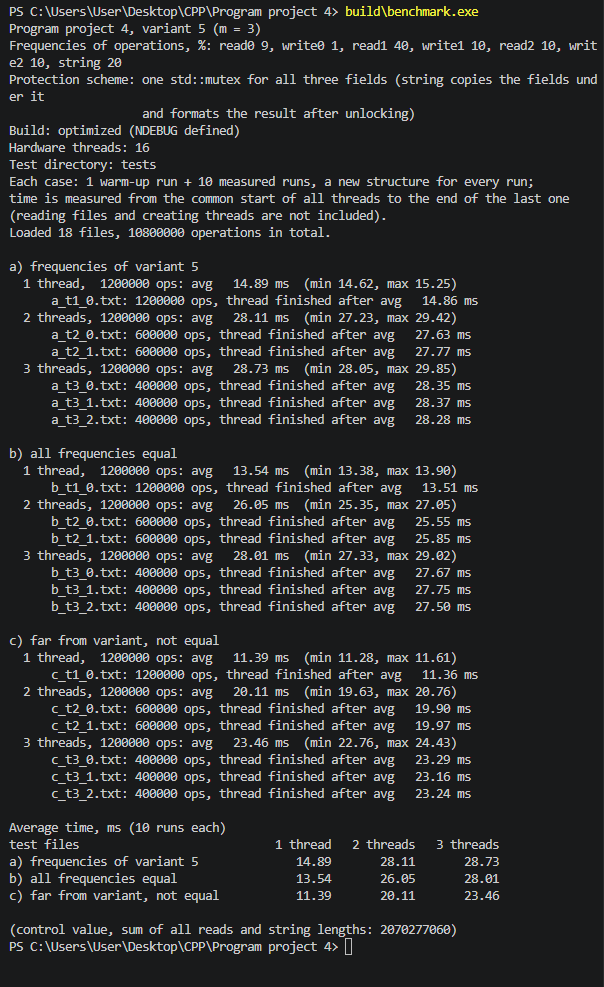 PS C:\Users\User\Desktop\CPP\Program project 4> build\benchmark.exe
Program project 4, variant 5 (m = 3)
Frequencies of operations, %: read0 9, write0 1, read1 40, write1 10, read2 10, writ
e2 10, string 20
Protection scheme: one std::mutex for all three fields (string copies the fields und
er it
                   and formats the result after unlocking)
Build: optimized (NDEBUG defined)
Hardware threads: 16
Test directory: tests
Each case: 1 warm-up run + 10 measured runs, a new structure for every run;
time is measured from the common start of all threads to the end of the last one
(reading files and creating threads are not included).
Loaded 18 files, 10800000 operations in total.

a) frequencies of variant 5
  1 thread,  1200000 ops: avg   14.89 ms  (min 14.62, max 15.25)
      a_t1_0.txt: 1200000 ops, thread finished after avg   14.86 ms
  2 threads, 1200000 ops: avg   28.11 ms  (min 27.23, max 29.42)
      a_t2_0.txt: 600000 ops, thread finished after avg   27.63 ms
      a_t2_1.txt: 600000 ops, thread finished after avg   27.77 ms
  3 threads, 1200000 ops: avg   28.73 ms  (min 28.05, max 29.85)
      a_t3_0.txt: 400000 ops, thread finished after avg   28.35 ms
      a_t3_1.txt: 400000 ops, thread finished after avg   28.37 ms
      a_t3_2.txt: 400000 ops, thread finished after avg   28.28 ms

b) all frequencies equal
  1 thread,  1200000 ops: avg   13.54 ms  (min 13.38, max 13.90)
      b_t1_0.txt: 1200000 ops, thread finished after avg   13.51 ms
  2 threads, 1200000 ops: avg   26.05 ms  (min 25.35, max 27.05)
      b_t2_0.txt: 600000 ops, thread finished after avg   25.55 ms
      b_t2_1.txt: 600000 ops, thread finished after avg   25.85 ms
  3 threads, 1200000 ops: avg   28.01 ms  (min 27.33, max 29.02)
      b_t3_0.txt: 400000 ops, thread finished after avg   27.67 ms
      b_t3_1.txt: 400000 ops, thread finished after avg   27.75 ms
      b_t3_2.txt: 400000 ops, thread finished after avg   27.50 ms

c) far from variant, not equal
  1 thread,  1200000 ops: avg   11.39 ms  (min 11.28, max 11.61)
      c_t1_0.txt: 1200000 ops, thread finished after avg   11.36 ms
  2 threads, 1200000 ops: avg   20.11 ms  (min 19.63, max 20.76)
      c_t2_0.txt: 600000 ops, thread finished after avg   19.90 ms
      c_t2_1.txt: 600000 ops, thread finished after avg   19.97 ms
  3 threads, 1200000 ops: avg   23.46 ms  (min 22.76, max 24.43)
      c_t3_0.txt: 400000 ops, thread finished after avg   23.29 ms
      c_t3_1.txt: 400000 ops, thread finished after avg   23.16 ms
      c_t3_2.txt: 400000 ops, thread finished after avg   23.24 ms

Average time, ms (10 runs each)
test files                           1 thread   2 threads   3 threads
a) frequencies of variant 5             14.89       28.11       28.73
b) all frequencies equal                13.54       26.05       28.01
c) far from variant, not equal          11.39       20.11       23.46

(control value, sum of all reads and string lengths: 2070277060)
PS C:\Users\User\Desktop\CPP\Program project 4>